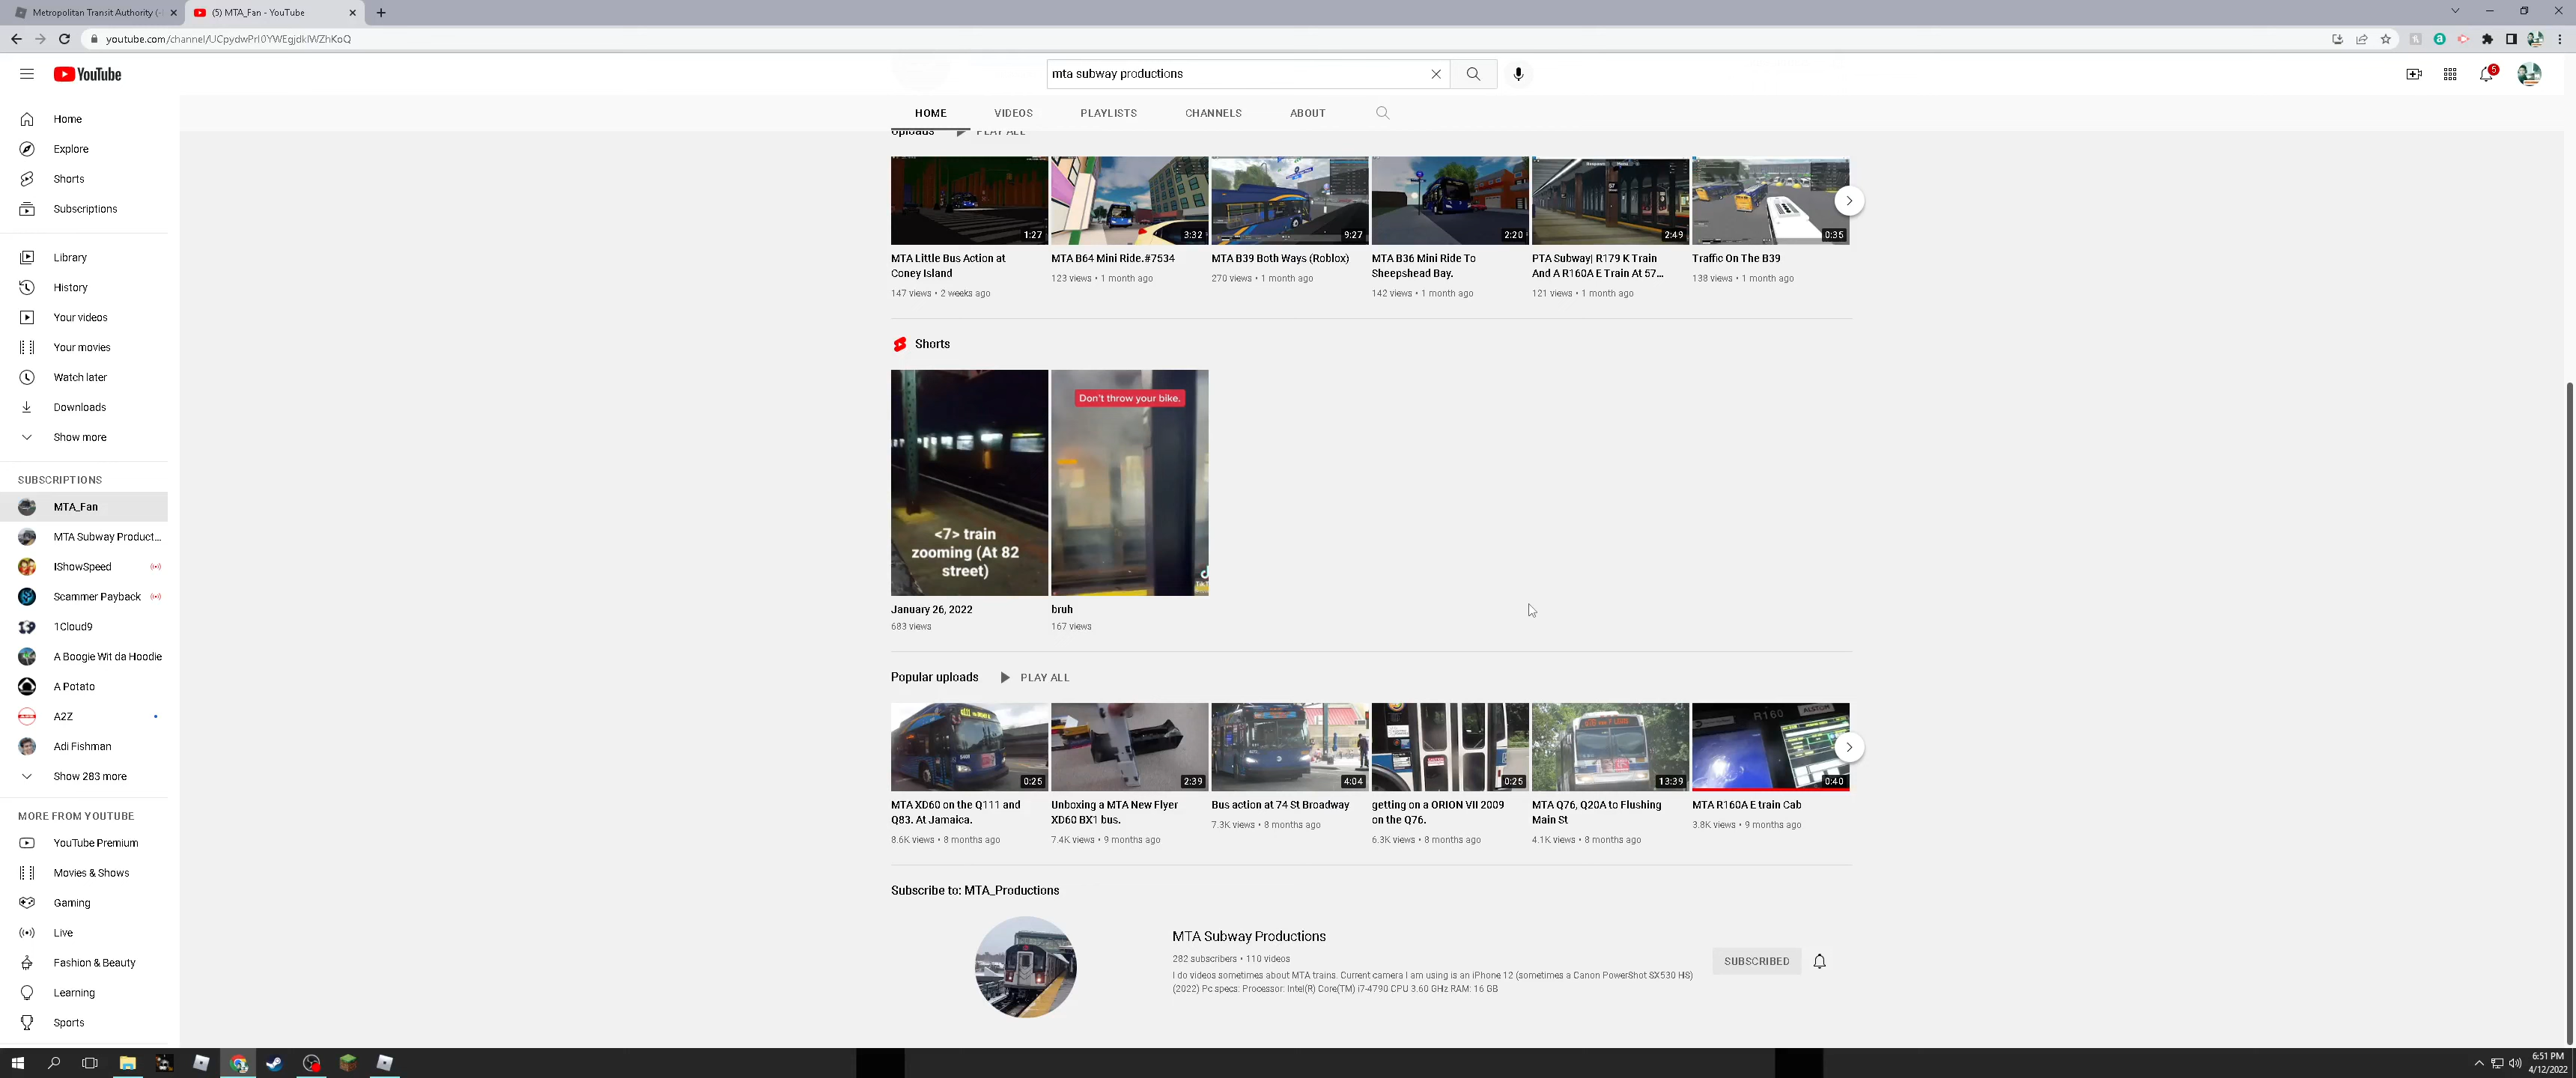 Metropolitan Transit Authority (-
(5) MTA_Fan - YouTube
youtube.com/channel/UCpydwPrI0YWEgjdkIWZhKoQ
YouTube
mta subway productions
5
HOME
VIDEOS
PLAYLISTS
CHANNELS
ABOUT
Home
Explore
Shorts
Subscriptions
Library
History
Your videos
Your movies
Watch later
Downloads
Show more
SUBSCRIPTIONS
MTA_Fan
MTA Subway Product...
IShowSpeed
Scammer Payback
1Cloud9
A Boogie Wit da Hoodie
A Potato
A2Z
Adi Fishman
Show 283 more
MORE FROM YOUTUBE
YouTube Premium
Movies & Shows
Gaming
Live
Fashion & Beauty
Learning
Sports
Uploads PLAY ALL
1:27
MTA Little Bus Action at
Coney Island
147 views • 2 weeks ago
3:32
MTA B64 Mini Ride.#7534
123 views • 1 month ago
9:27
MTA B39 Both Ways (Roblox)
270 views • 1 month ago
2:20
MTA B36 Mini Ride To
Sheepshead Bay.
142 views • 1 month ago
57
2:49
PTA Subway| R179 K Train
And A R160A E Train At 57...
121 views • 1 month ago
0:35
Traffic On The B39
138 views • 1 month ago
Shorts
<7> train
zooming (At 82
street)
January 26, 2022
683 views
Don't throw your bike.
bruh
167 views
Popular uploads PLAY ALL
0:25
MTA XD60 on the Q111 and
Q83. At Jamaica.
8.6K views • 8 months ago
2:39
Unboxing a MTA New Flyer
XD60 BX1 bus.
7.4K views • 9 months ago
4:04
Bus action at 74 St Broadway
7.3K views • 8 months ago
0:25
getting on a ORION VII 2009
on the Q76.
6.3K views • 8 months ago
13:39
MTA Q76, Q20A to Flushing
Main St
4.1K views • 8 months ago
R160 ALSTOM
0:40
MTA R160A E train Cab
3.8K views • 9 months ago
Subscribe to: MTA_Productions
MTA Subway Productions
282 subscribers • 110 videos
I do videos sometimes about MTA trains. Current camera I am using is an iPhone 12 (sometimes a Canon PowerShot SX530 HS)
(2022) Pc specs: Processor: Intel(R) Core(TM) i7-4790 CPU 3.60 GHz RAM: 16 GB
SUBSCRIBED
6:51 PM
4/12/2022